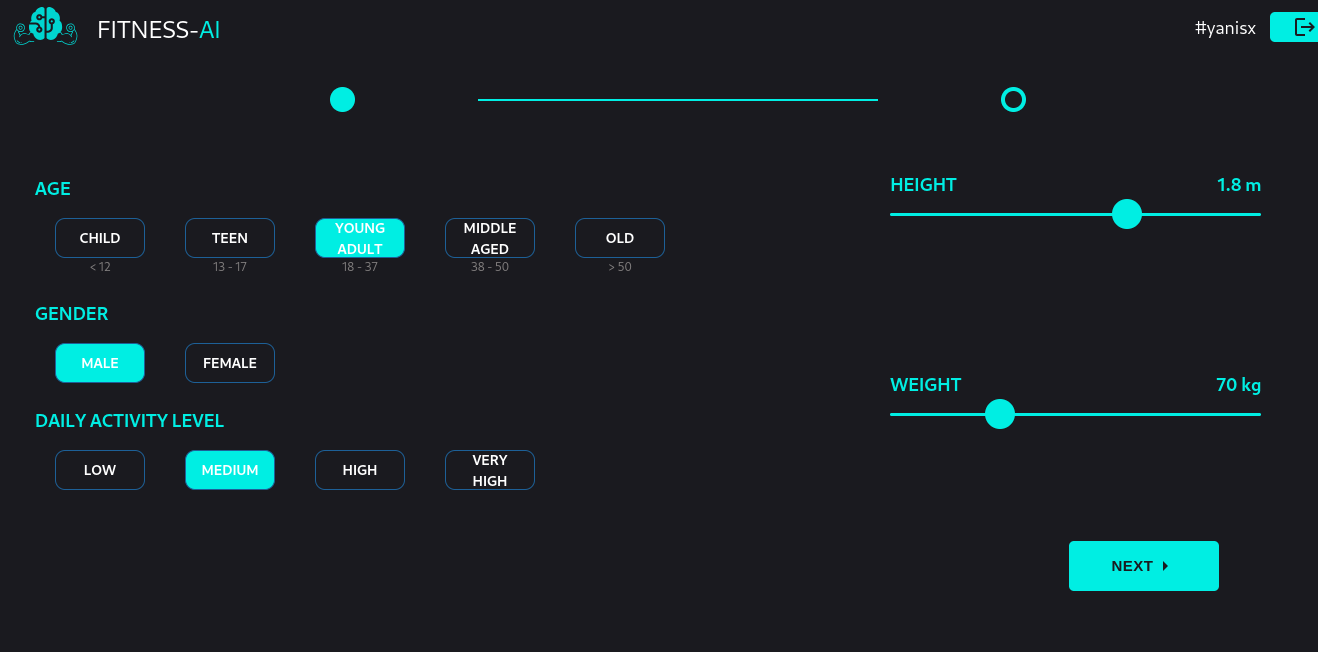 FITNESS-AI
#yanisx
AGE
HEIGHT 1.8 m
CHILD
< 12
TEEN
13 - 17
YOUNG
ADULT
18 - 37
MIDDLE
AGED
38 - 50
OLD
> 50
GENDER
MALE
FEMALE
WEIGHT 70 kg
DAILY ACTIVITY LEVEL
LOW
MEDIUM
HIGH
VERY
HIGH
NEXT